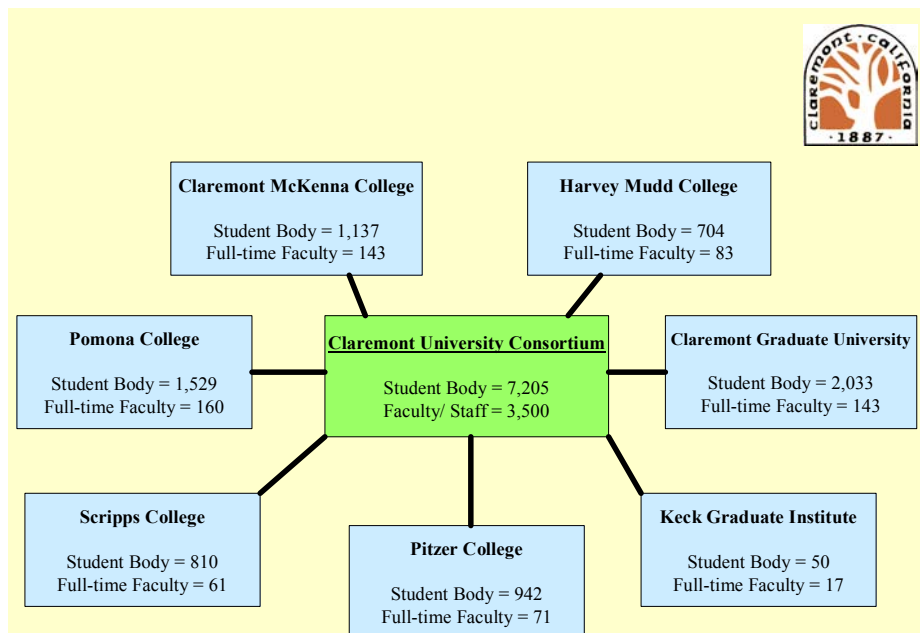 claremont · california
· 1887 ·
Claremont McKenna College
Student Body = 1,137
Full-time Faculty = 143
Harvey Mudd College
Student Body = 704
Full-time Faculty = 83
Pomona College
Student Body = 1,529
Full-time Faculty = 160
Claremont University Consortium
Student Body = 7,205
Faculty/ Staff = 3,500
Claremont Graduate University
Student Body = 2,033
Full-time Faculty = 143
Scripps College
Student Body = 810
Full-time Faculty = 61
Pitzer College
Student Body = 942
Full-time Faculty = 71
Keck Graduate Institute
Student Body = 50
Full-time Faculty = 17